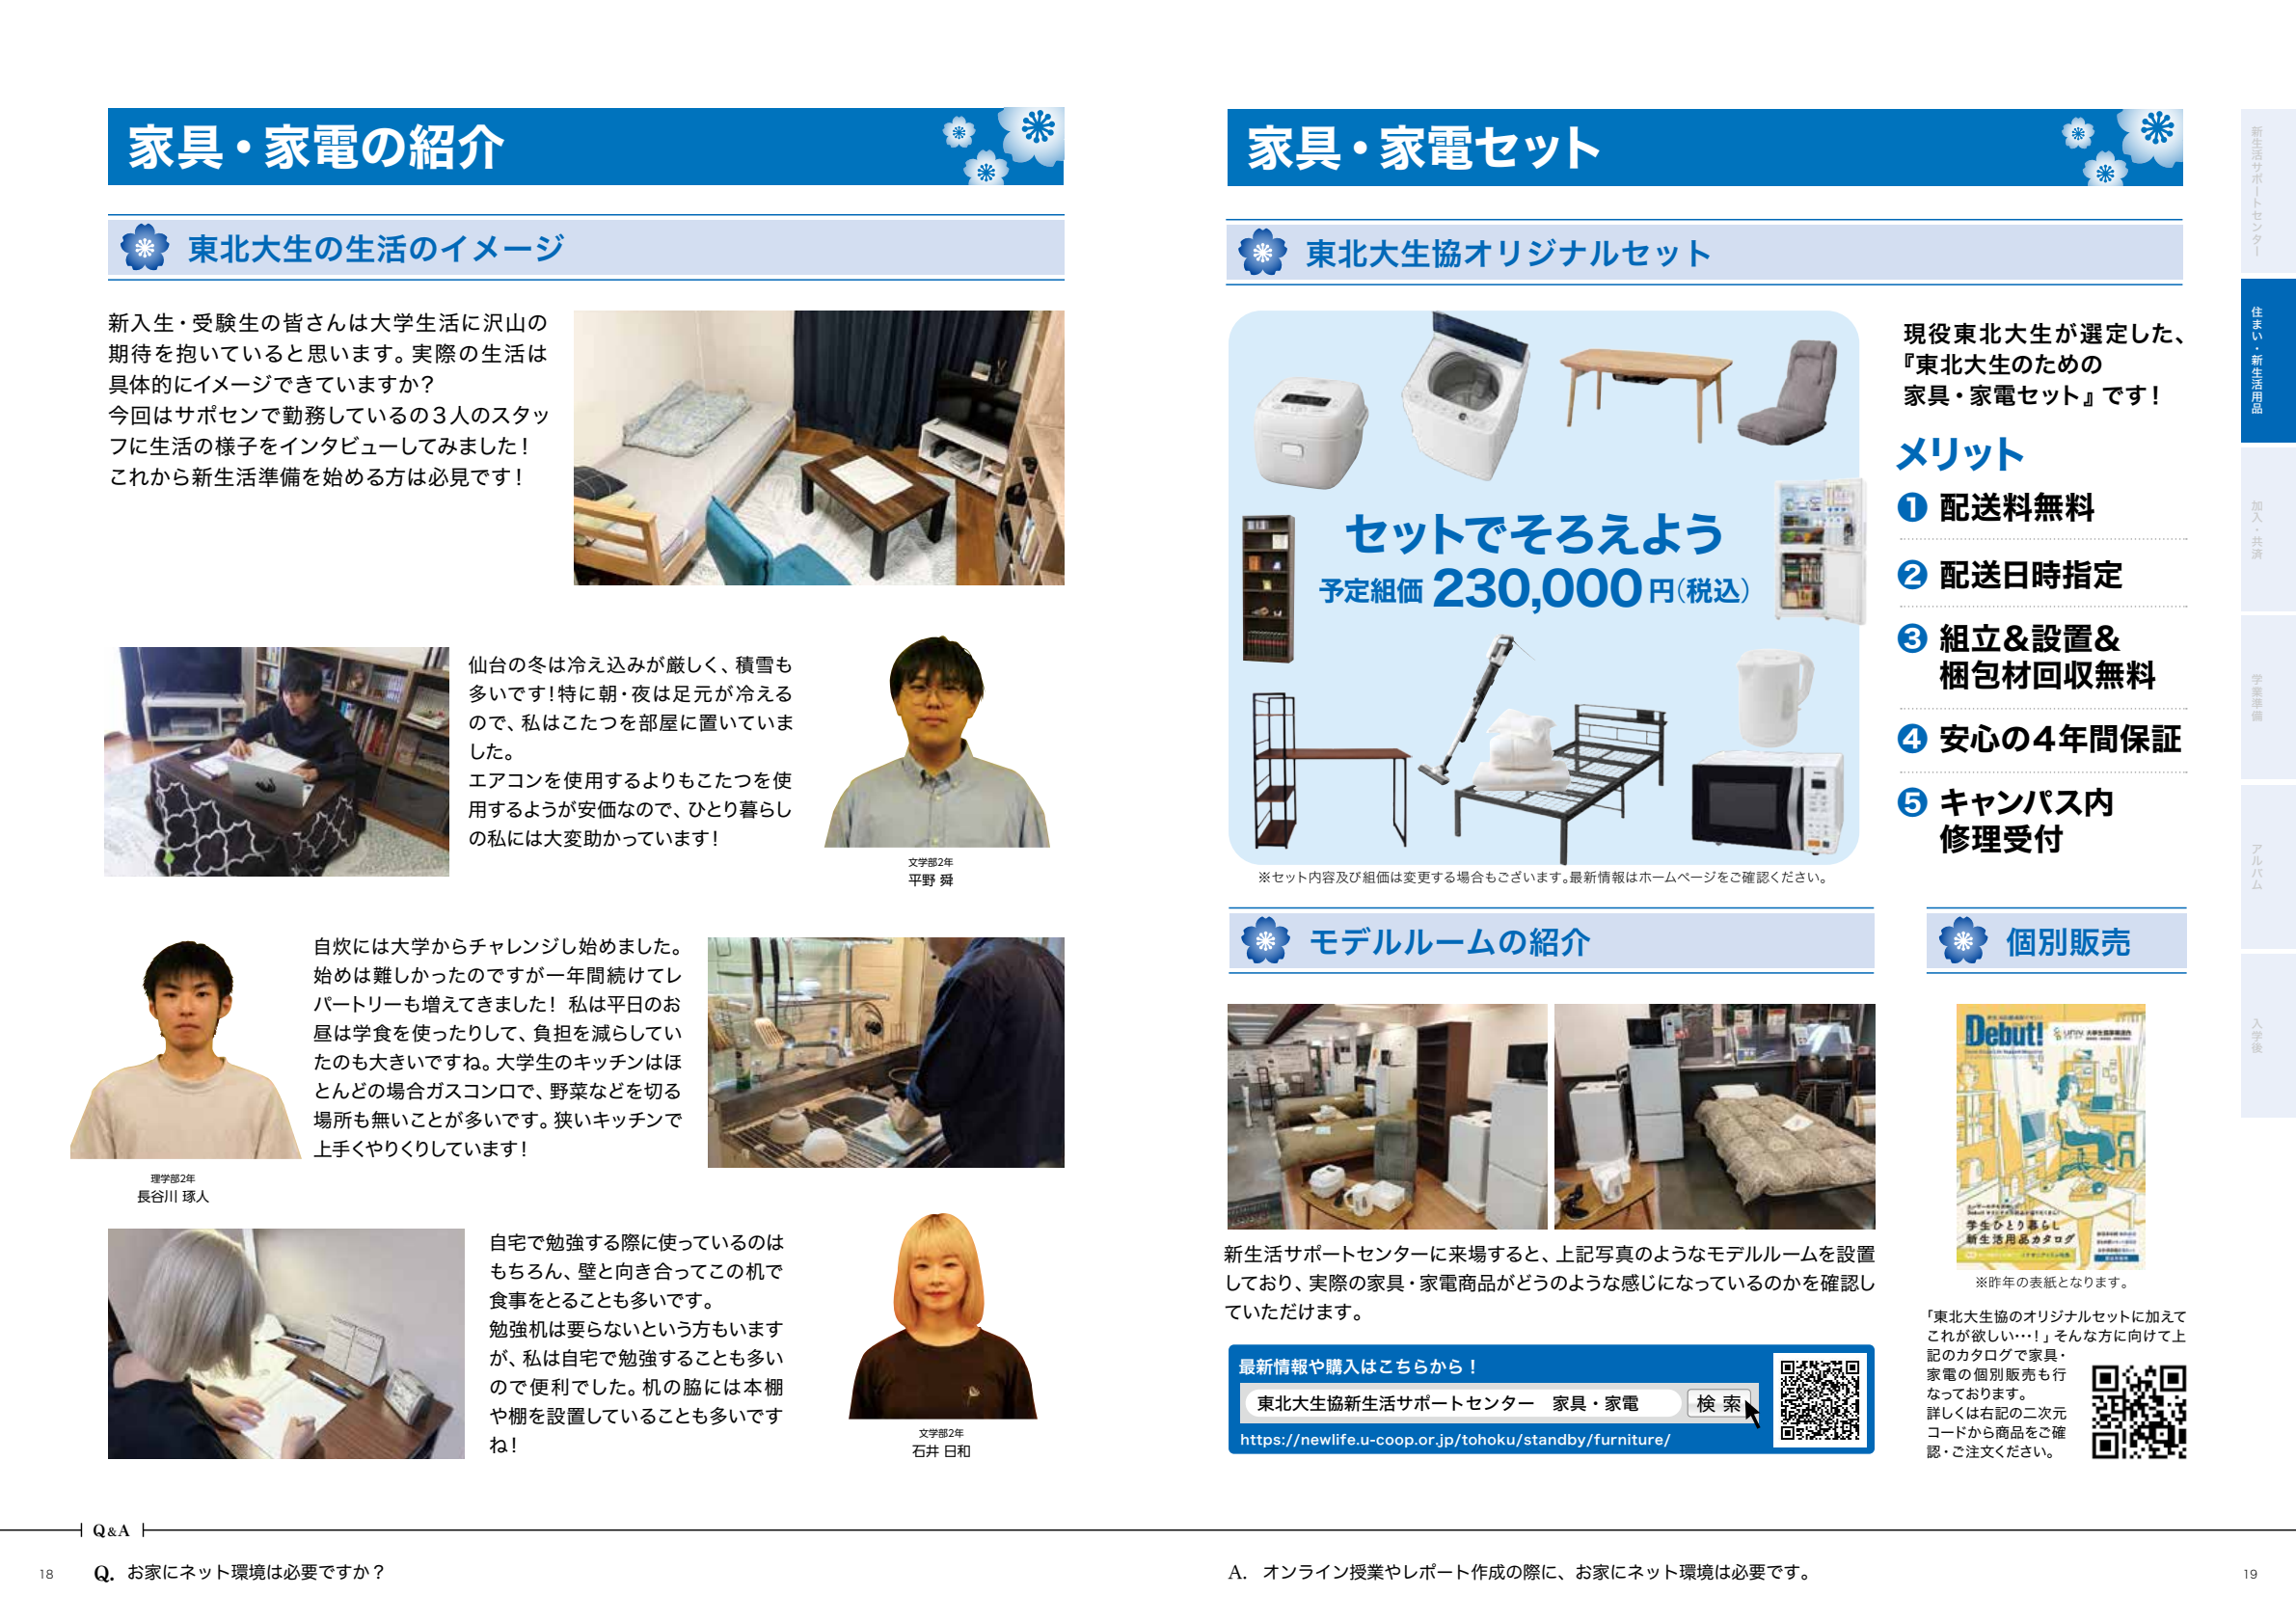 家具・家電の紹介
東北大生の生活のイメージ
新入生・受験生の皆さんは大学生活に沢山の
期待を抱いていると思います。実際の生活は
具体的にイメージできていますか？
今回はサポセンで勤務しているの３人のスタッ
フに生活の様子をインタビューしてみました！
これから新生活準備を始める方は必見です！
仙台の冬は冷え込みが厳しく、積雪も
多いです！特に朝・夜は足元が冷える
ので、私はこたつを部屋に置いていま
した。
エアコンを使用するよりもこたつを使
用するようが安価なので、ひとり暮らし
の私には大変助かっています！
文学部2年
平野 舜
自炊には大学からチャレンジし始めました。
始めは難しかったのですが一年間続けてレ
パートリーも増えてきました！ 私は平日のお
昼は学食を使ったりして、負担を減らしてい
たのも大きいですね。大学生のキッチンはほ
とんどの場合ガスコンロで、野菜などを切る
場所も無いことが多いです。狭いキッチンで
上手くやりくりしています！
理学部2年
長谷川 琢人
自宅で勉強する際に使っているのは
もちろん、壁と向き合ってこの机で
食事をとることも多いです。
勉強机は要らないという方もいます
が、私は自宅で勉強することも多い
ので便利でした。机の脇には本棚
や棚を設置していることも多いです
ね！
文学部2年
石井 日和
家具・家電セット
東北大生協オリジナルセット
セットでそろえよう
予定組価 230,000円（税込）
※セット内容及び組価は変更する場合もございます。最新情報はホームページをご確認ください。
現役東北大生が選定した、
『東北大生のための
家具・家電セット』です！
メリット
❶ 配送料無料
❷ 配送日時指定
❸ 組立＆設置＆
梱包材回収無料
❹ 安心の4年間保証
❺ キャンパス内
修理受付
モデルルームの紹介
新生活サポートセンターに来場すると、上記写真のようなモデルルームを設置
しており、実際の家具・家電商品がどうのような感じになっているのかを確認し
ていただけます。
最新情報や購入はこちらから！
東北大生協新生活サポートセンター　家具・家電
検 索
https://newlife.u-coop.or.jp/tohoku/standby/furniture/
個別販売
Debut!
学生ひとり暮らし
新生活用品カタログ
※昨年の表紙となります。
「東北大生協のオリジナルセットに加えて
これが欲しい…！」そんな方に向けて上
記のカタログで家具・
家電の個別販売も行
なっております。
詳しくは右記の二次元
コードから商品をご確
認・ご注文ください。
新生活サポートセンター
住まい・新生活用品
加入・共済
学業準備
アルバム
入学後
Q&A
18
Q. お家にネット環境は必要ですか？
A. オンライン授業やレポート作成の際に、お家にネット環境は必要です。
19